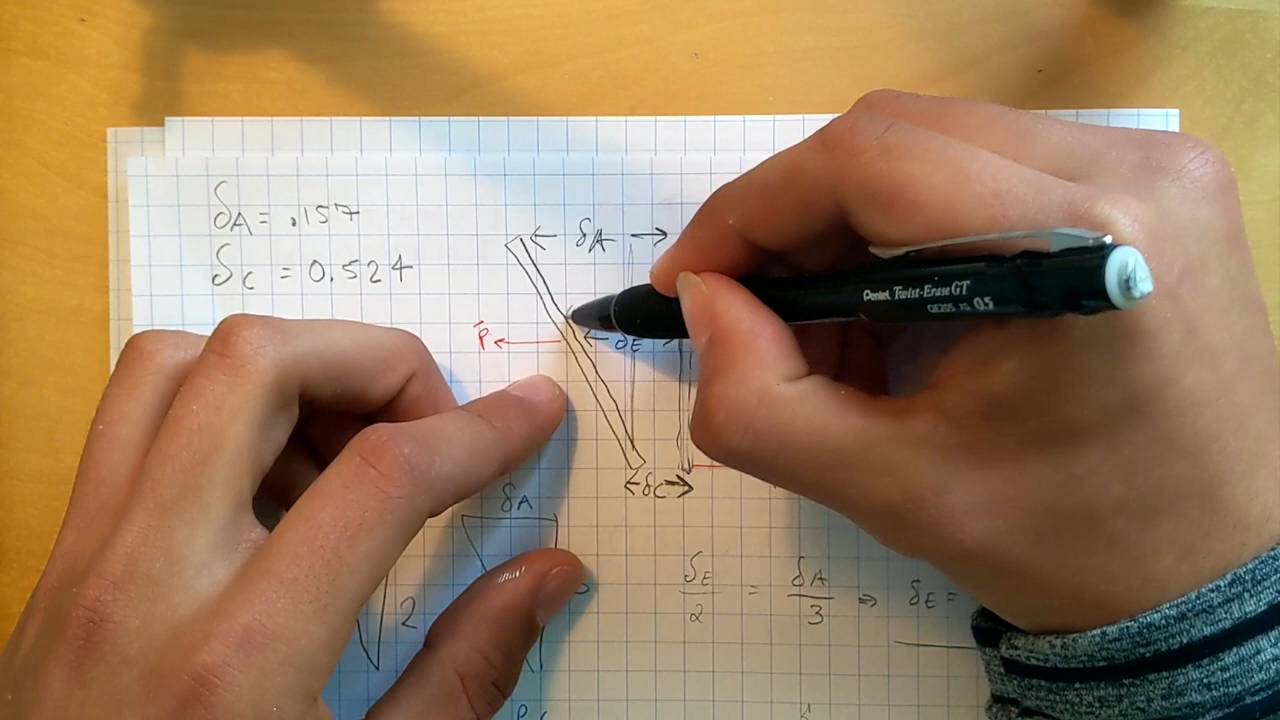 δA = .157
δC = 0.524
← δA →
P ←
← δE →
←δC→
δA
2
δE/2 = δA/3 ⇒ δE =
Pentel Twist-Erase GT
QE205 0.5